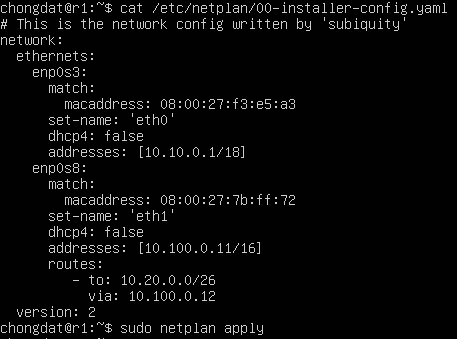 chongdat@r1:~$ cat /etc/netplan/00-installer-config.yaml
# This is the network config written by 'subiquity'
network:
  ethernets:
    enp0s3:
      match:
        macaddress: 08:00:27:f3:e5:a3
      set-name: 'eth0'
      dhcp4: false
      addresses: [10.10.0.1/18]
    enp0s8:
      match:
        macaddress: 08:00:27:7b:ff:72
      set-name: 'eth1'
      dhcp4: false
      addresses: [10.100.0.11/16]
      routes:
         - to: 10.20.0.0/26
           via: 10.100.0.12
  version: 2
chongdat@r1:~$ sudo netplan apply